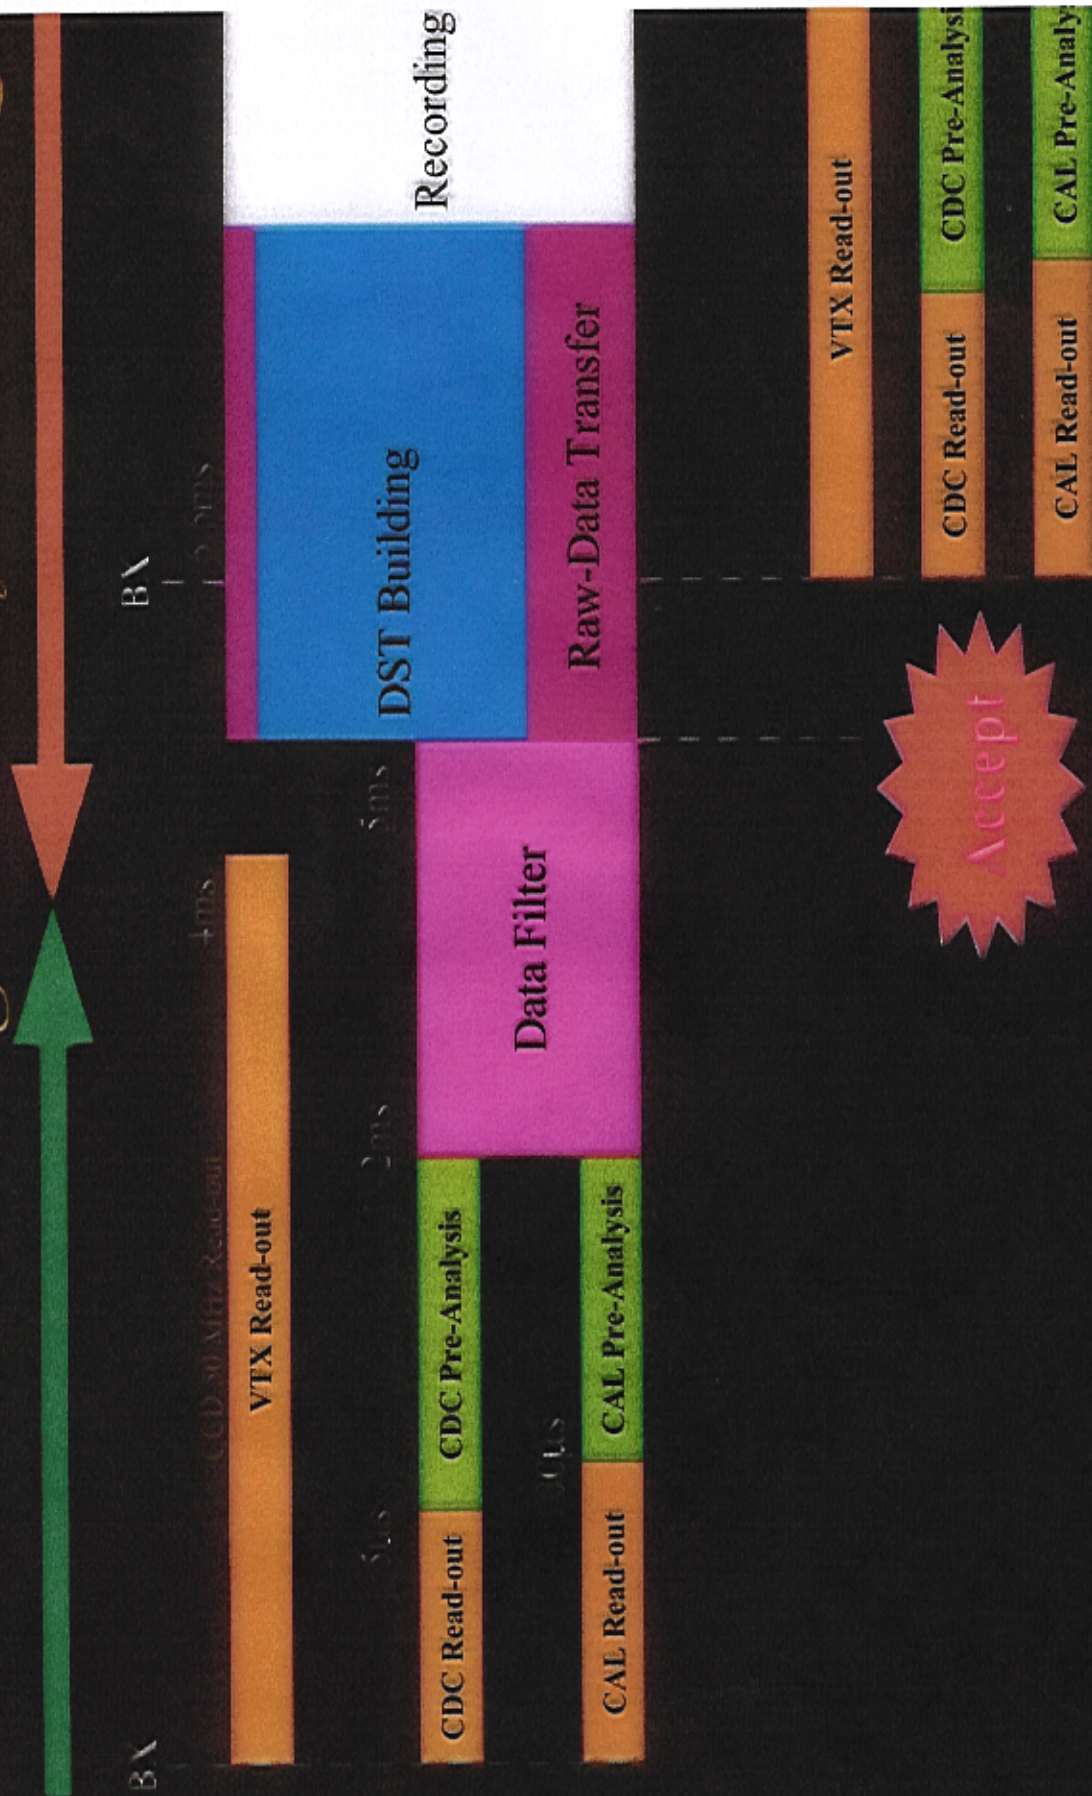 BX
BX
VTX Read-out
5ms
2ms
CDC Read-out
CDC Pre-Analysis
CAL Read-out
CAL Pre-Analysis
Data Filter
DST Building
Raw-Data Transfer
Recording
Accept
VTX Read-out
CDC Read-out
CDC Pre-Analysi
CAL Read-out
CAL Pre-Analy